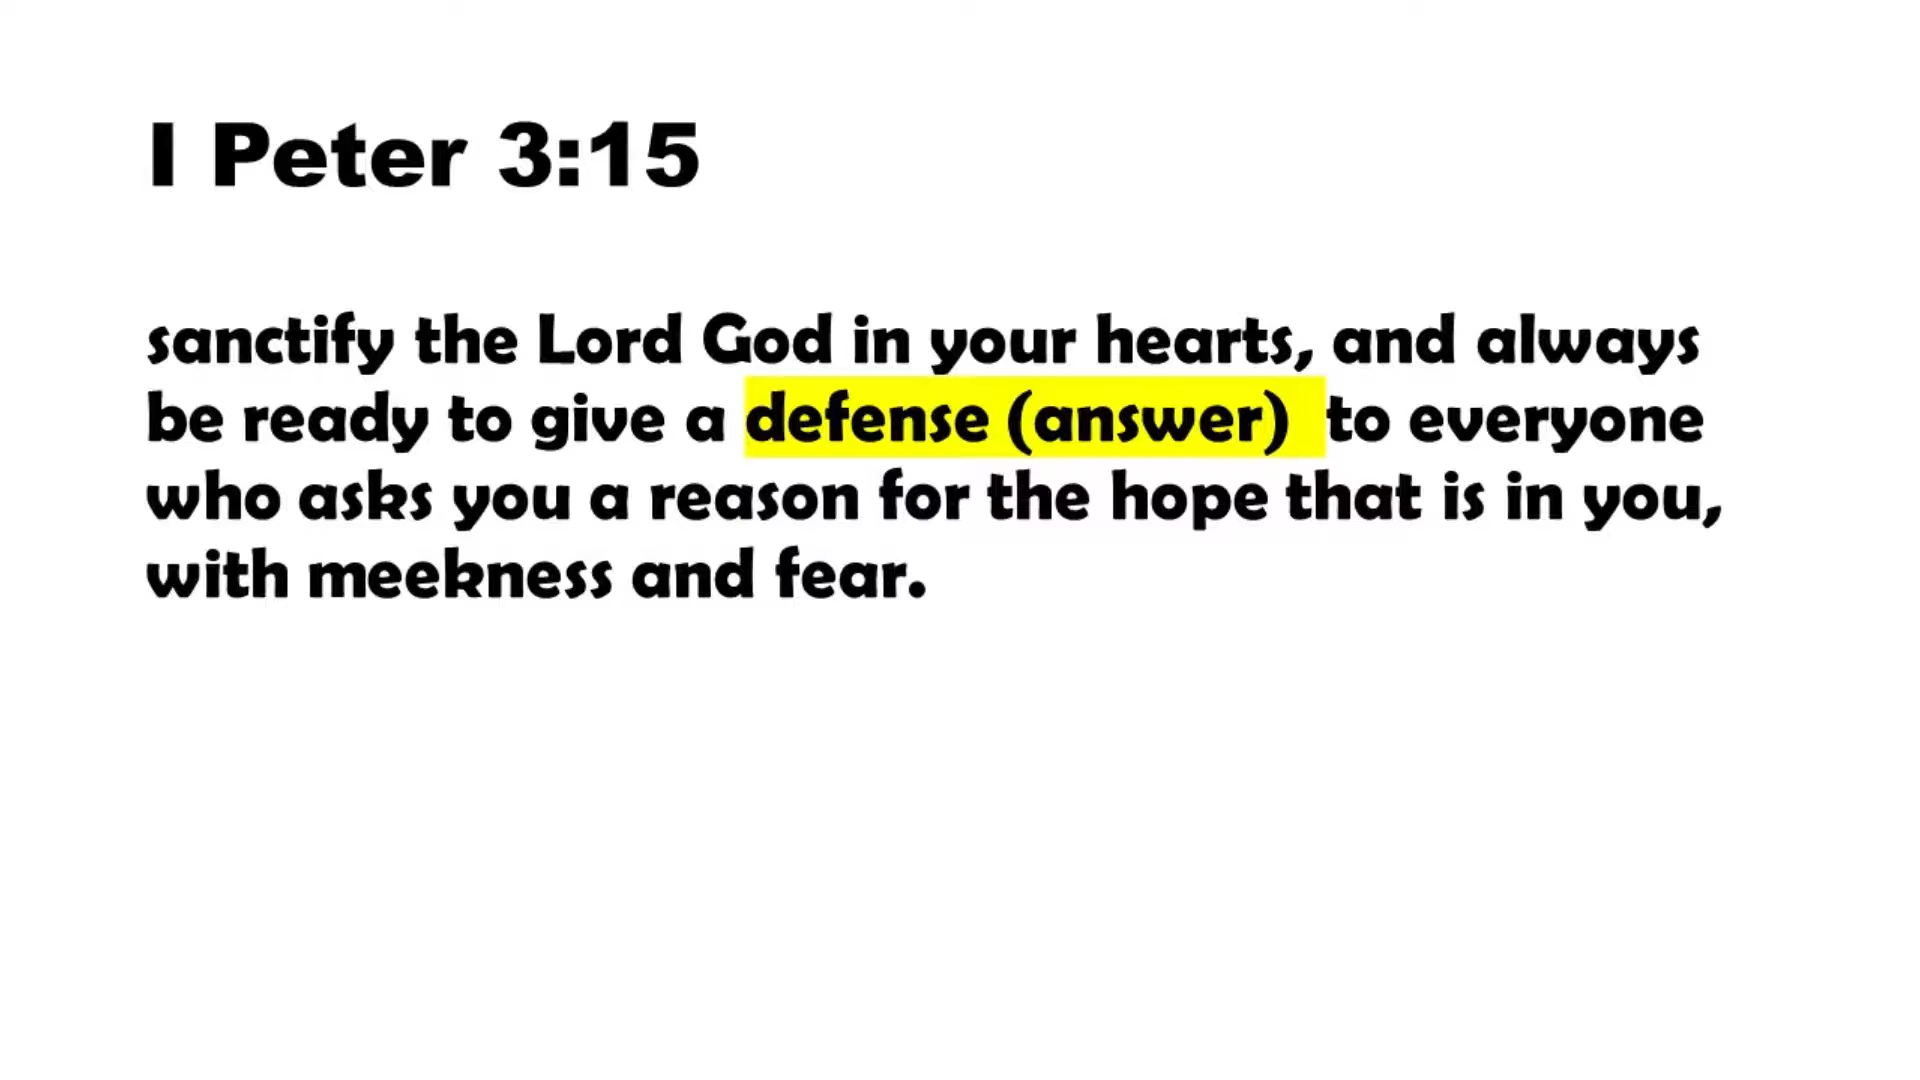 I Peter 3:15
sanctify the Lord God in your hearts, and always
be ready to give a defense (answer) to everyone
who asks you a reason for the hope that is in you,
with meekness and fear.